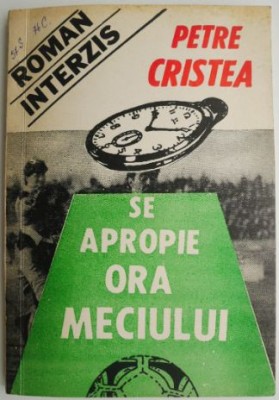 ROMAN
INTERZIS
PETRE
CRISTEA
SE
APROPIE
ORA
MECIULUI